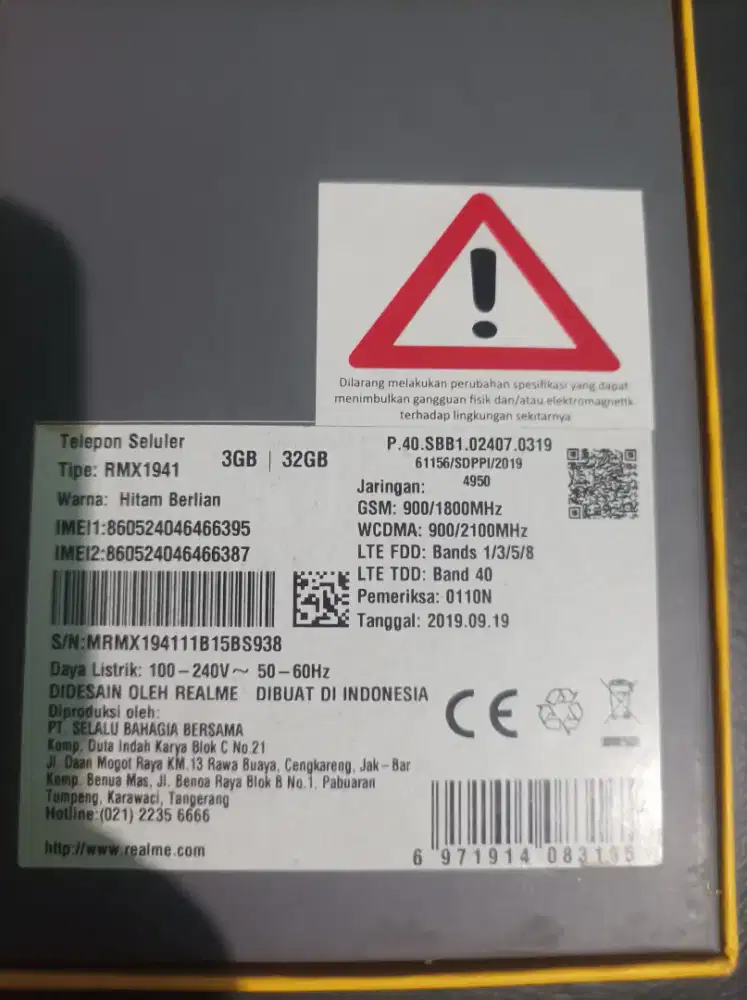 Dilarang melakukan perubahan spesifikasi yang dapat
menimbulkan gangguan fisik dan/atau elektromagnetik
terhadap lingkungan sekitarnya
Telepon Seluler
Tipe: RMX1941
3GB | 32GB
Warna: Hitam Berlian
IMEI1:860524046466395
IMEI2:860524046466387
S/N:MRMX194111B15BS938
P.40.SBB1.02407.0319
61156/SDPPI/2019
4950
Jaringan:
GSM: 900/1800MHz
WCDMA: 900/2100MHz
LTE FDD: Bands 1/3/5/8
LTE TDD: Band 40
Pemeriksa: 0110N
Tanggal: 2019.09.19
Daya Listrik: 100-240V~ 50-60Hz
DIDESAIN OLEH REALME DIBUAT DI INDONESIA
Diproduksi oleh:
PT. SELALU BAHAGIA BERSAMA
Komp. Duta Indah Karya Blok C No.21
Jl. Daan Mogot Raya KM.13 Rawa Buaya, Cengkareng, Jak-Bar
Komp. Benua Mas, Jl. Benoa Raya Blok B No.1, Pabuaran
Tumpeng, Karawaci, Tangerang
Hotline:(021) 2235 6666
http://www.realme.com
CE
6 971914 083185